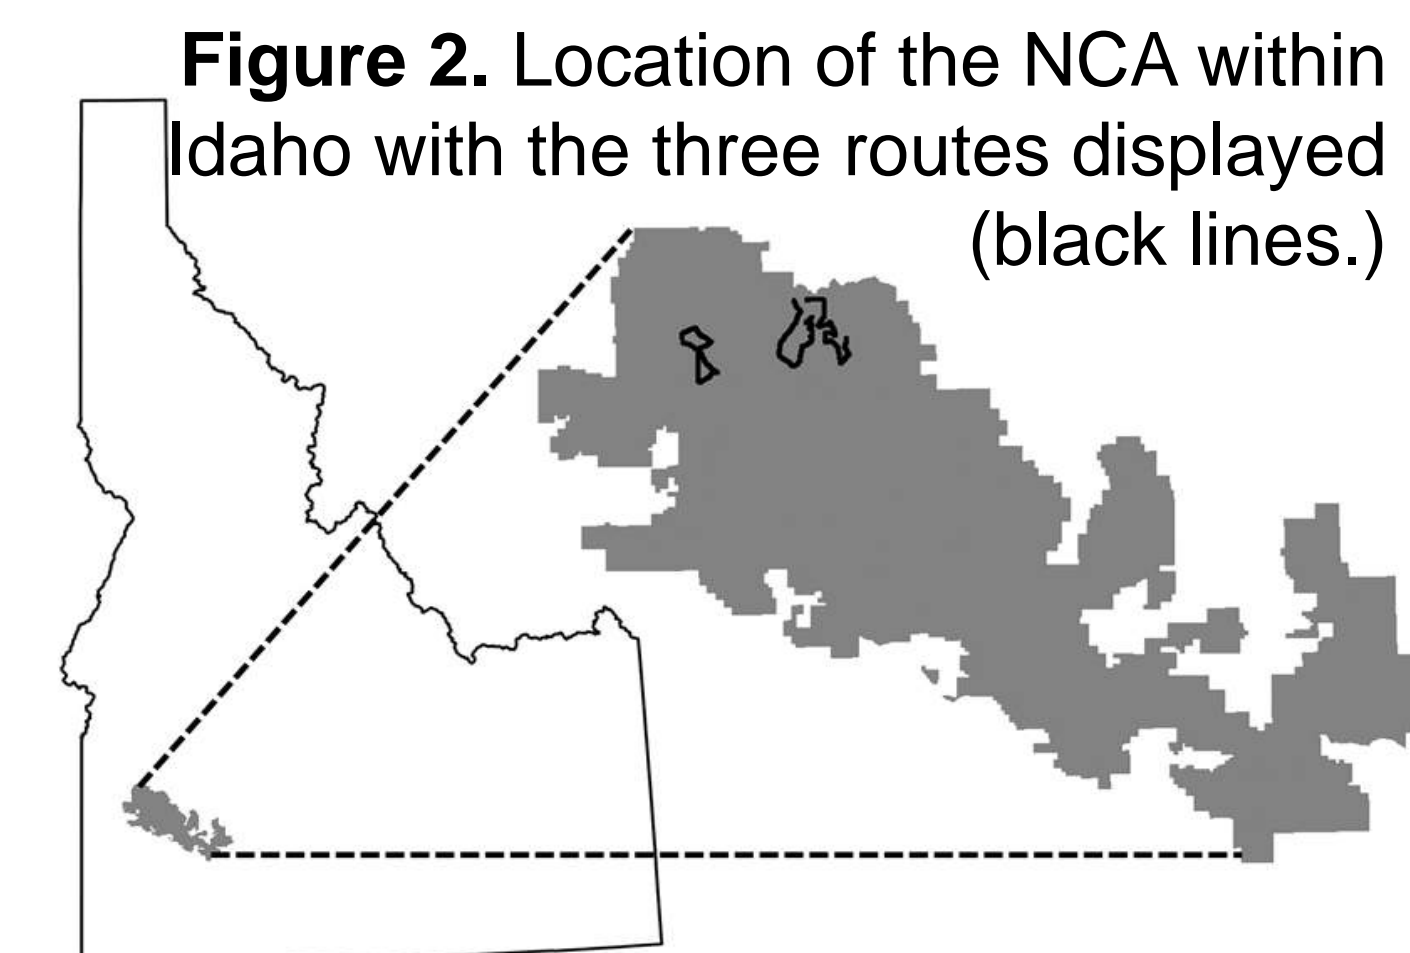 Figure 2. Location of the NCA within
Idaho with the three routes displayed
(black lines.)